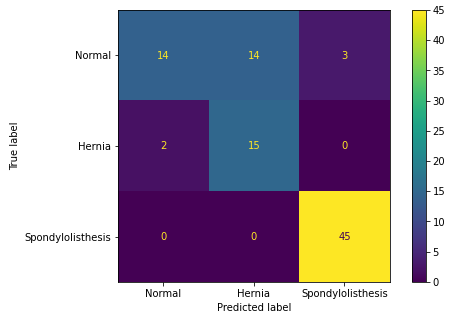 45
40
35
30
25
20
15
10
5
0
True label
Normal
14 14 3
Hernia
2 15 0
Spondylolisthesis
0 0 45
Normal Hernia Spondylolisthesis
Predicted label